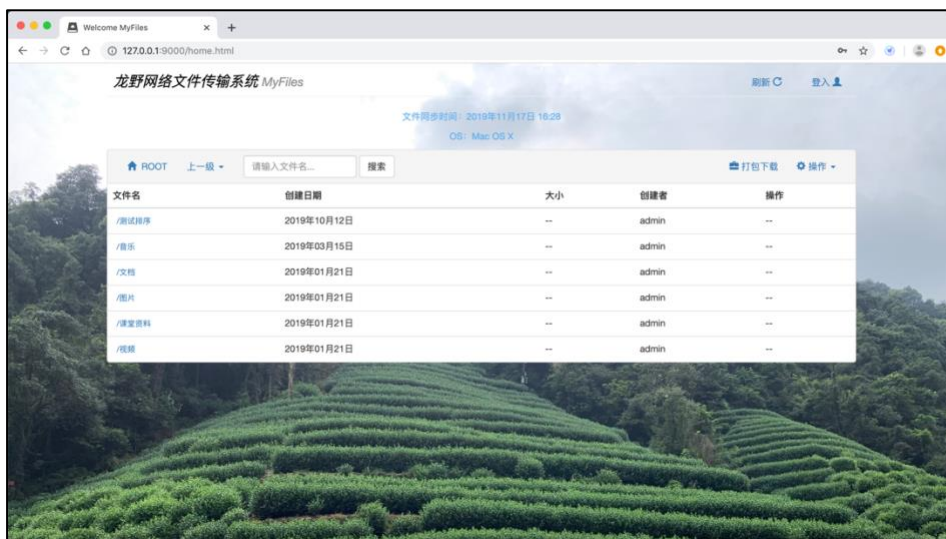 Welcome MyFiles
127.0.0.1:9000/home.html
龙野网络文件传输系统 MyFiles 刷新 登入
文件同步时间：2019年11月17日 16:28
OS：Mac OS X
ROOT 上一级 请输入文件名... 搜索 打包下载 操作
文件名 创建日期 大小 创建者 操作
/测试排序 2019年10月12日 -- admin --
/音乐 2019年03月15日 -- admin --
/文档 2019年01月21日 -- admin --
/图片 2019年01月21日 -- admin --
/课堂资料 2019年01月21日 -- admin --
/视频 2019年01月21日 -- admin --